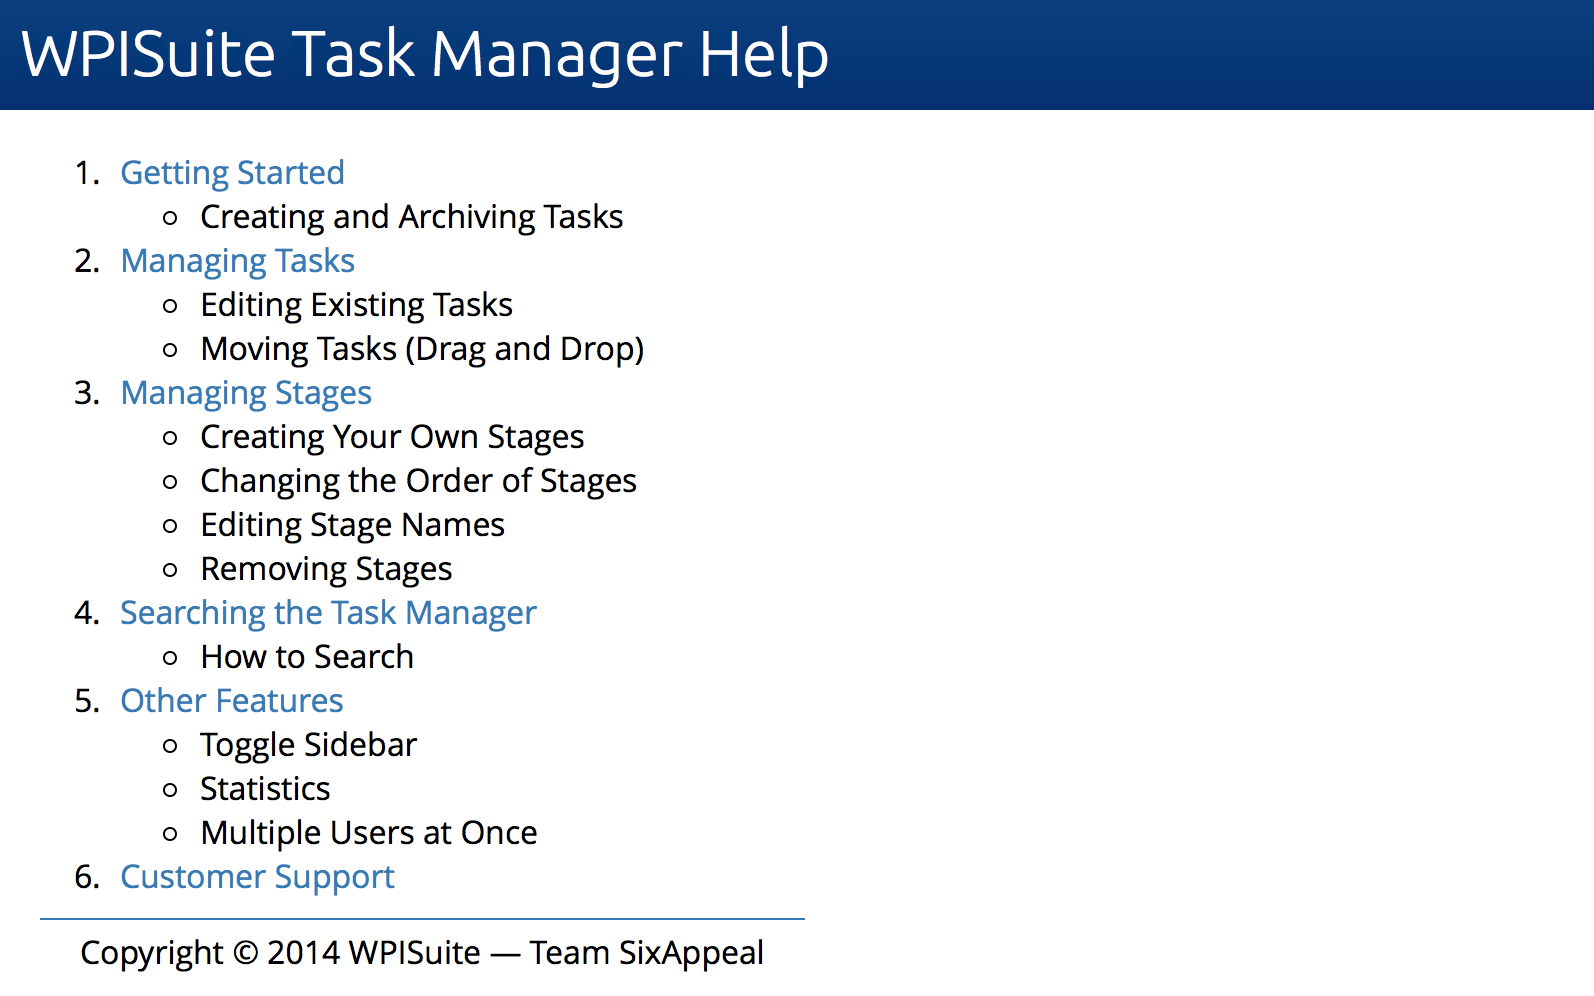 WPISuite Task Manager Help
1. Getting Started
Creating and Archiving Tasks
2. Managing Tasks
Editing Existing Tasks
Moving Tasks (Drag and Drop)
3. Managing Stages
Creating Your Own Stages
Changing the Order of Stages
Editing Stage Names
Removing Stages
4. Searching the Task Manager
How to Search
5. Other Features
Toggle Sidebar
Statistics
Multiple Users at Once
6. Customer Support
Copyright © 2014 WPISuite — Team SixAppeal